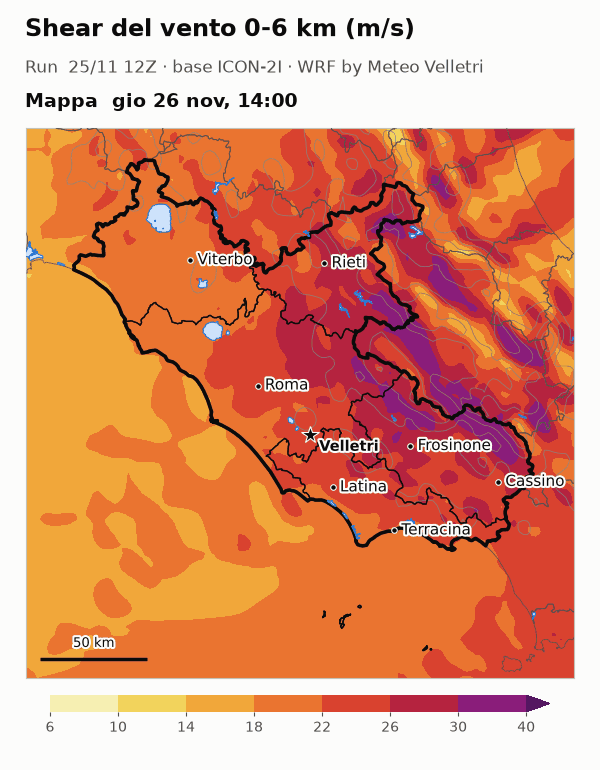 Shear del vento 0-6 km (m/s)
Run  25/11 12Z · base ICON-2I · WRF by Meteo Velletri
Mappa  gio 26 nov, 14:00
Viterbo
Rieti
Roma
Velletri
Frosinone
Cassino
Latina
Terracina
50 km
6 10 14 18 22 26 30 40